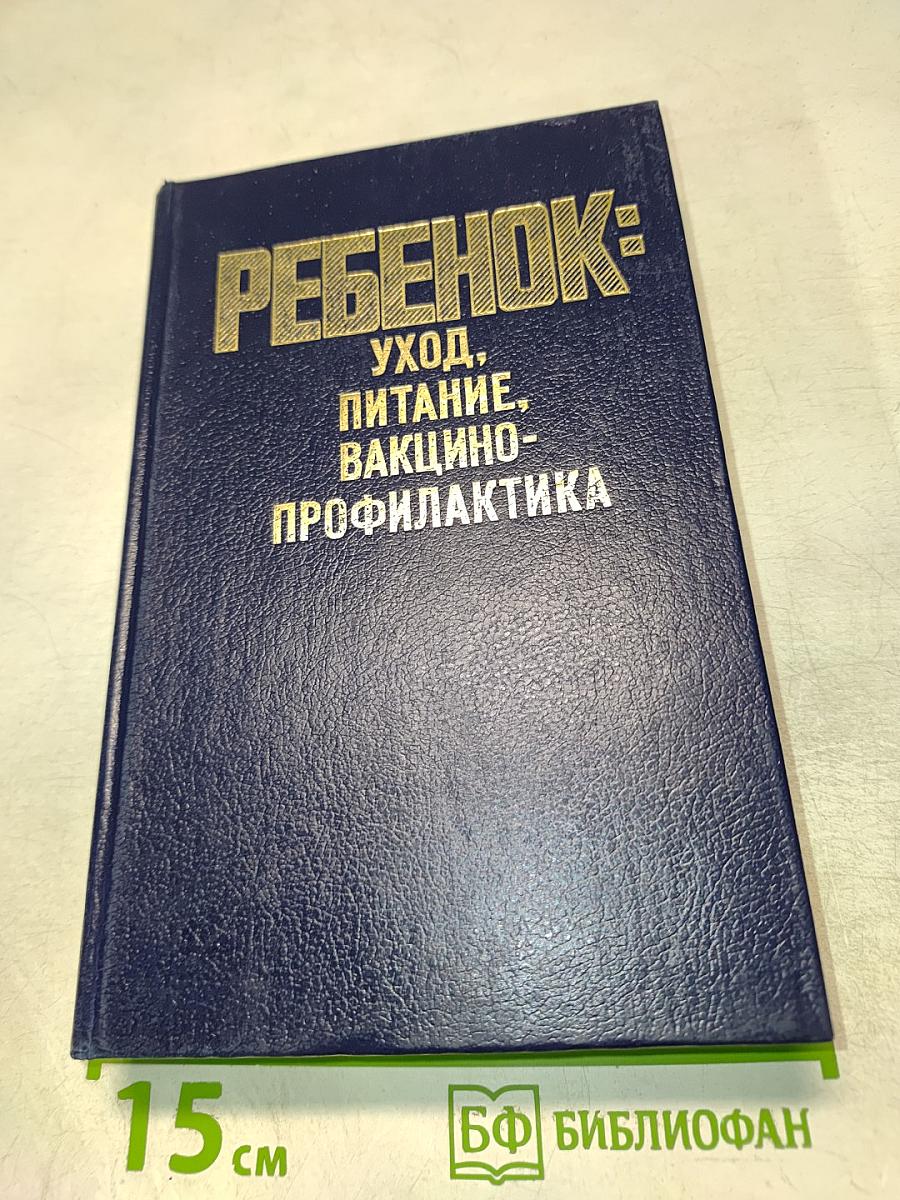 РЕБЕНОК:
УХОД,
ПИТАНИЕ,
ВАКЦИНО-
ПРОФИЛАКТИКА
15 см
БФ БИБЛИОФАН